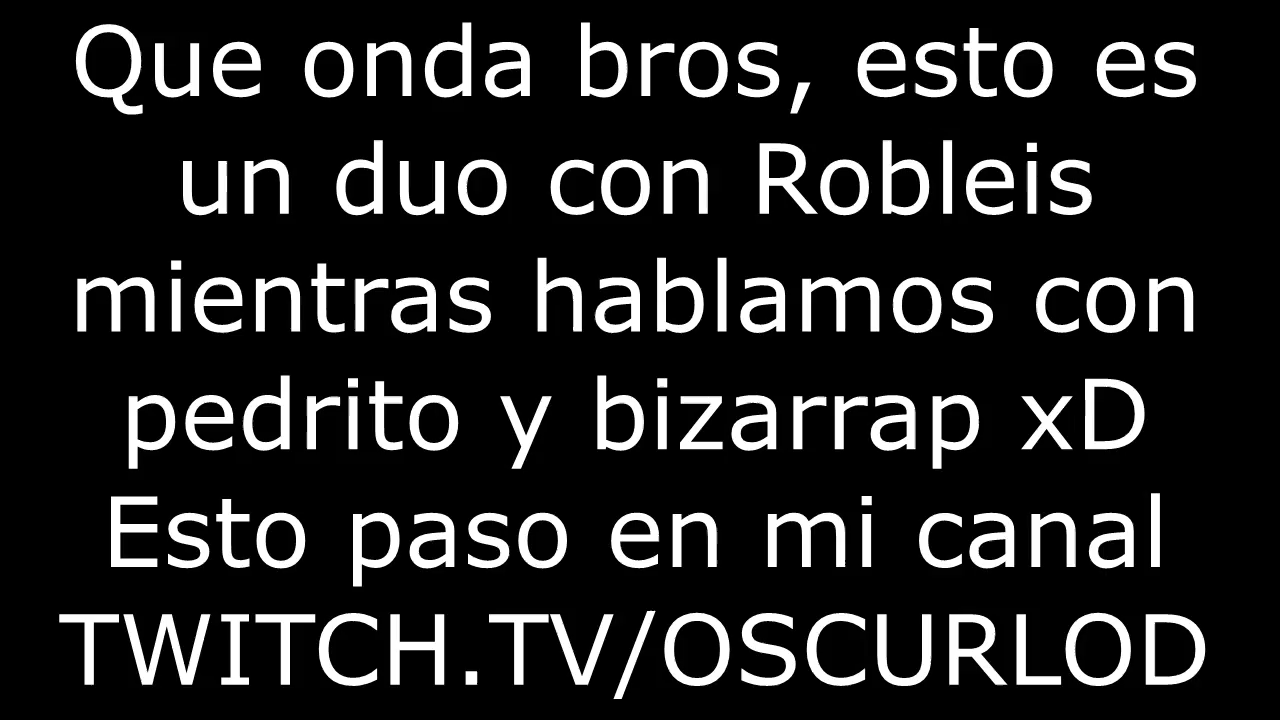 Que onda bros, esto es
un duo con Robleis
mientras hablamos con
pedrito y bizarrap xD
Esto paso en mi canal
TWITCH.TV/OSCURLOD